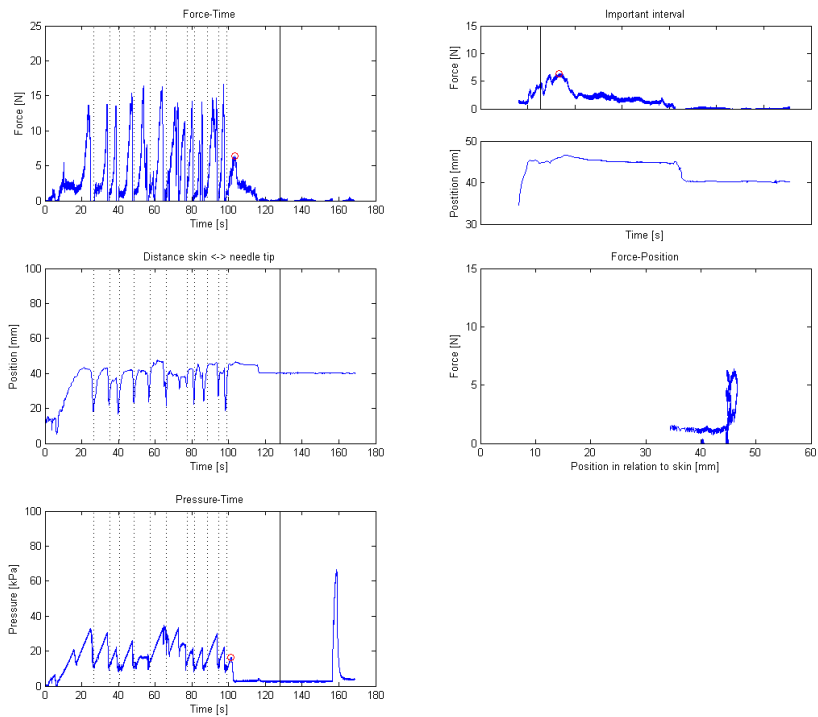 Force-Time
25
20
15
10
5
0
Force [N]
0 20 40 60 80 100 120 140 160 180
Time [s]
Important interval
15
10
5
0
Force [N]
50
40
30
Postition [mm]
Time [s]
Distance skin <-> needle tip
100
80
60
40
20
0
Position [mm]
0 20 40 60 80 100 120 140 160 180
Time [s]
Force-Position
15
10
5
0
Force [N]
0 10 20 30 40 50 60
Position in relation to skin [mm]
Pressure-Time
100
80
60
40
20
0
Pressure [kPa]
0 20 40 60 80 100 120 140 160 180
Time [s]